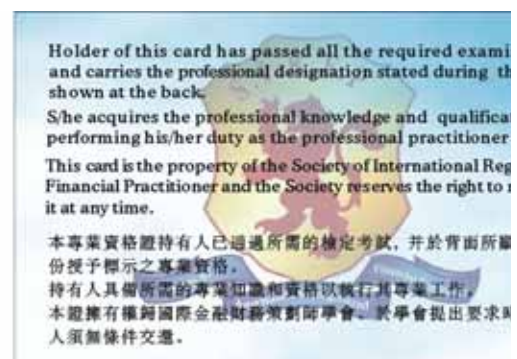 Holder of this card has passed all the required exami
and carries the professional designation stated during th
shown at the back.
S/he acquires the professional knowledge and qualifica
performing his/her duty as the professional practitioner
This card is the property of the Society of International Reg
Financial Practitioner and the Society reserves the right to r
it at any time.
本專業資格證持有人已通過所需的檢定考試, 并於背面所顯
份授予標示之專業資格。
持有人具備所需的專業知識和資格以執行其專業工作。
本證擁有權歸國際金融財務策劃師學會。於學會提出要求時
人須無條件交還。